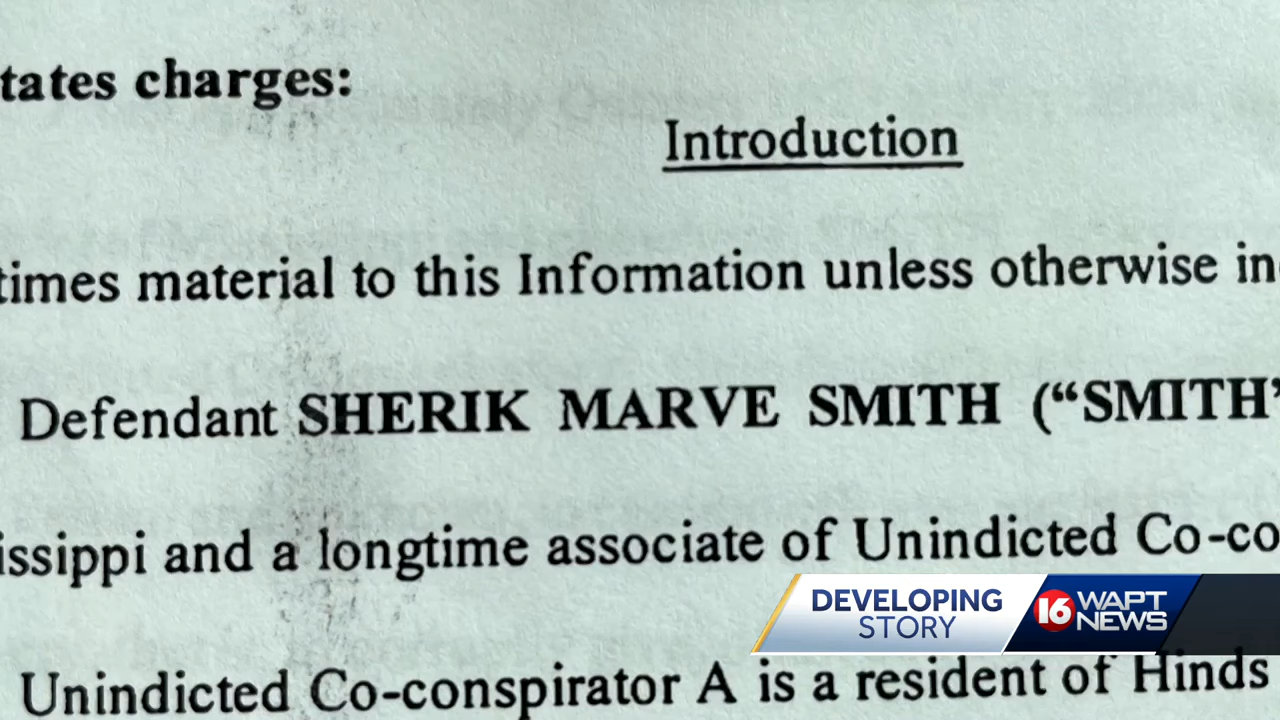 tates charges:
Introduction
times material to this Information unless otherwise in
Defendant SHERIK MARVE SMITH (“SMITH”
issippi and a longtime associate of Unindicted Co-co
Unindicted Co-conspirator A is a resident of Hinds
DEVELOPING
STORY
16 WAPT
NEWS